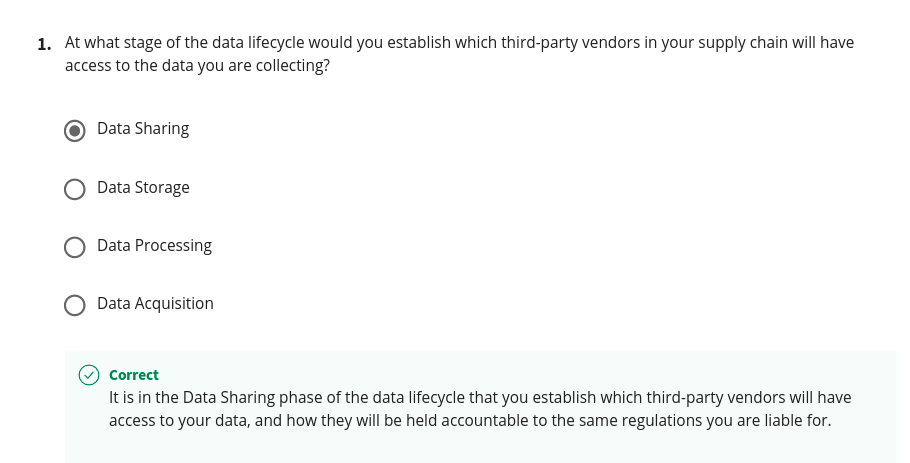 1. At what stage of the data lifecycle would you establish which third-party vendors in your supply chain will have
access to the data you are collecting?
Data Sharing
Data Storage
Data Processing
Data Acquisition
Correct
It is in the Data Sharing phase of the data lifecycle that you establish which third-party vendors will have
access to your data, and how they will be held accountable to the same regulations you are liable for.